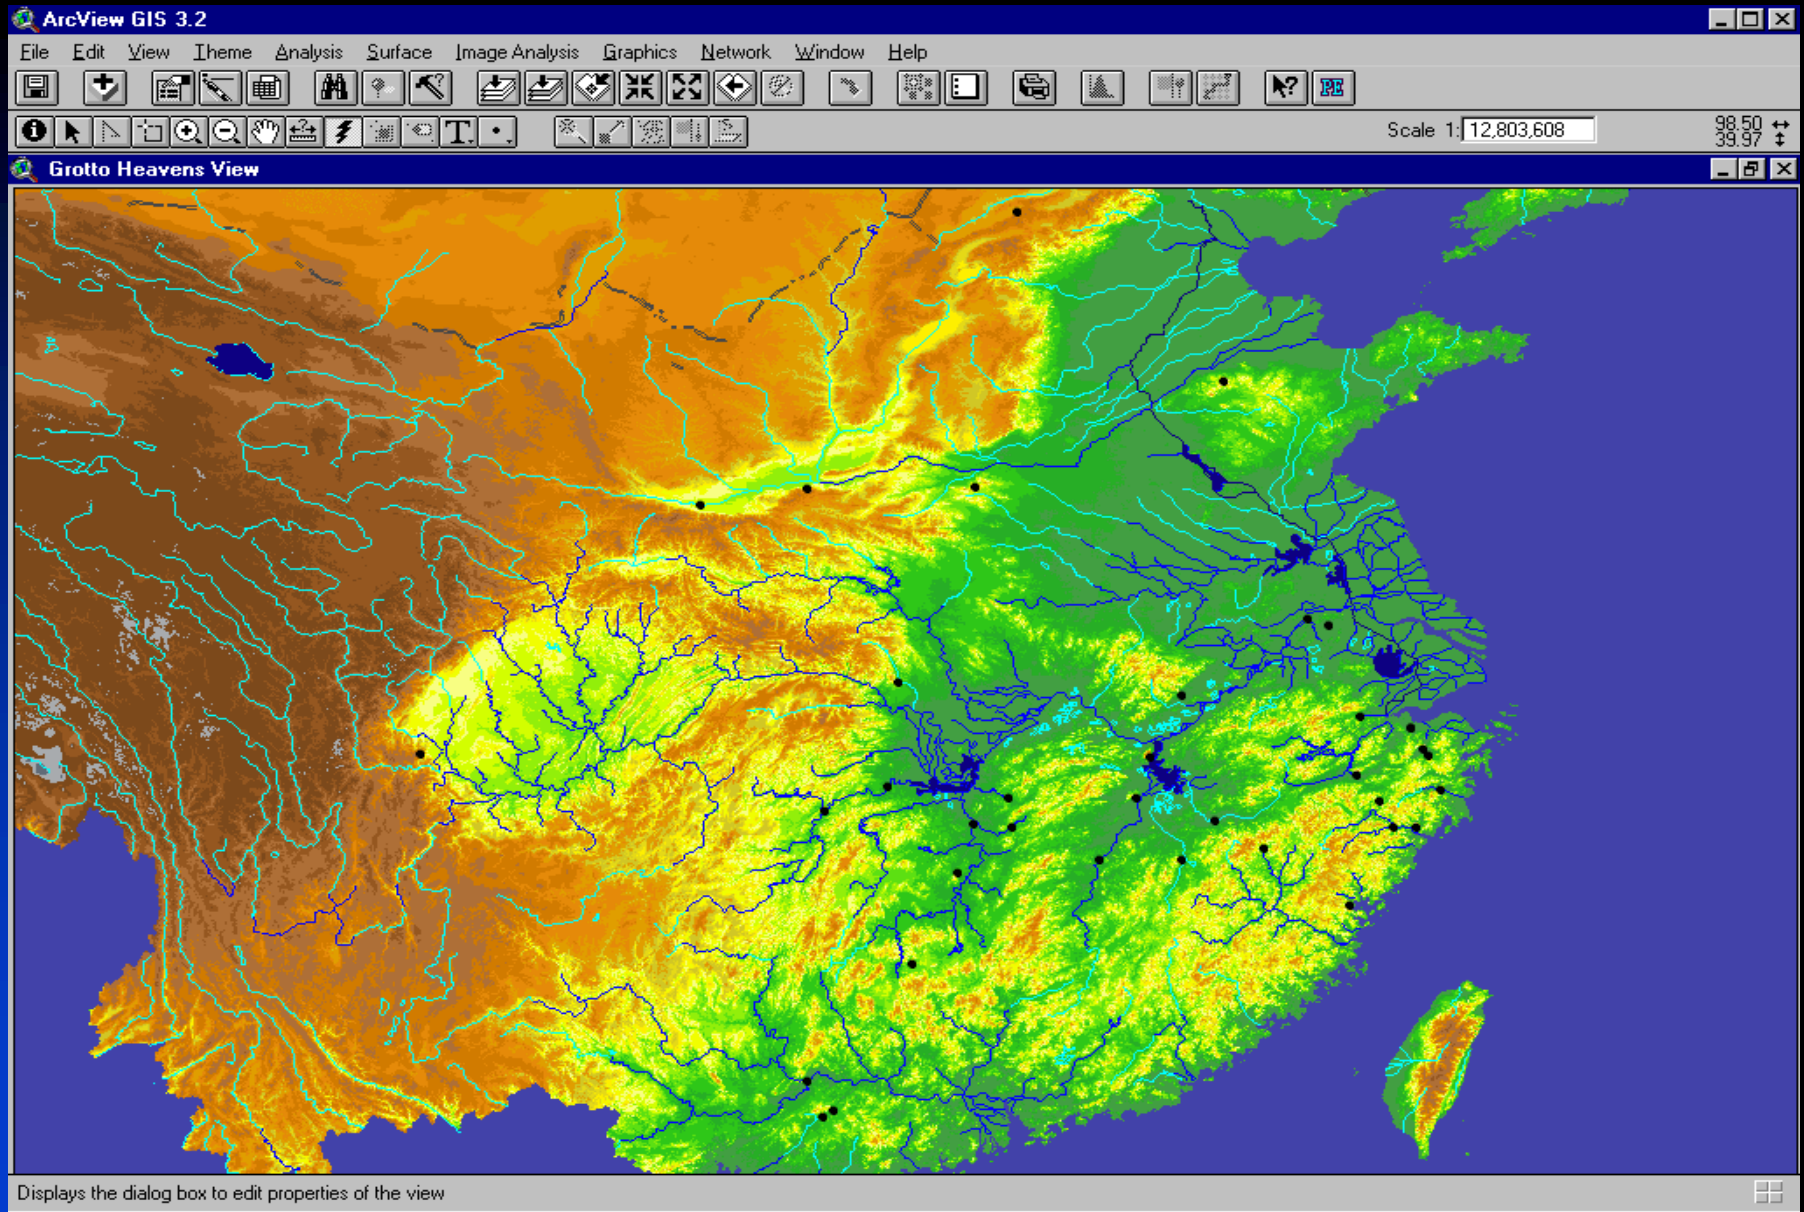 ArcView GIS 3.2
File Edit View Theme Analysis Surface Image Analysis Graphics Network Window Help
PE
T
Scale 1: 12,803,608
98.50
39.97
Grotto Heavens View
Displays the dialog box to edit properties of the view